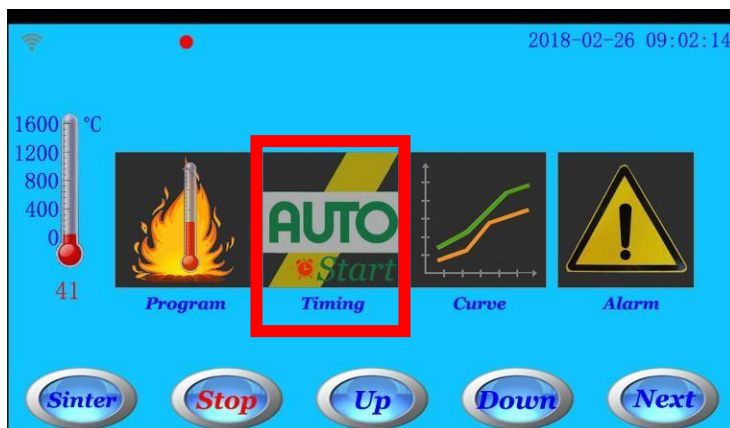 2018-02-26 09:02:14
1600 °C
1200
800
400
0
41
AUTO
Start
Program
Timing
Curve
Alarm
Sinter
Stop
Up
Down
Next